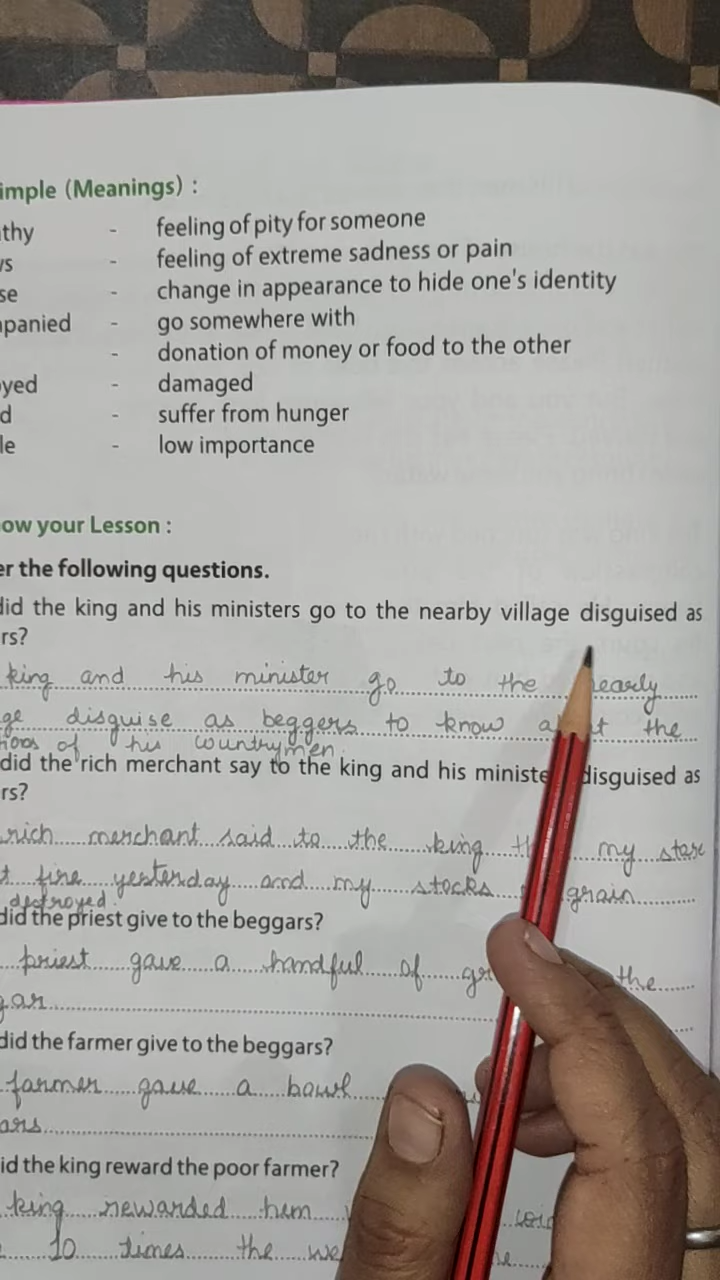 imple (Meanings) :
thy - feeling of pity for someone
ws - feeling of extreme sadness or pain
se - change in appearance to hide one's identity
panied - go somewhere with
- donation of money or food to the other
yed - damaged
d - suffer from hunger
le - low importance
ow your Lesson :
er the following questions.
did the king and his ministers go to the nearby village disguised as
rs?
king and his minister go to the nearly
ge disguise as beggers to know the
of his countrymen
did the rich merchant say to the king and his ministe disguised as
rs?
rich merchant said to the king my store
t fire yesterday and my stocks grain
destroyed.
did the priest give to the beggars?
priest gave a handful of the
gar
did the farmer give to the beggars?
farmer gave a bowl
ars
id the king reward the poor farmer?
king rewarded him
10 times the we